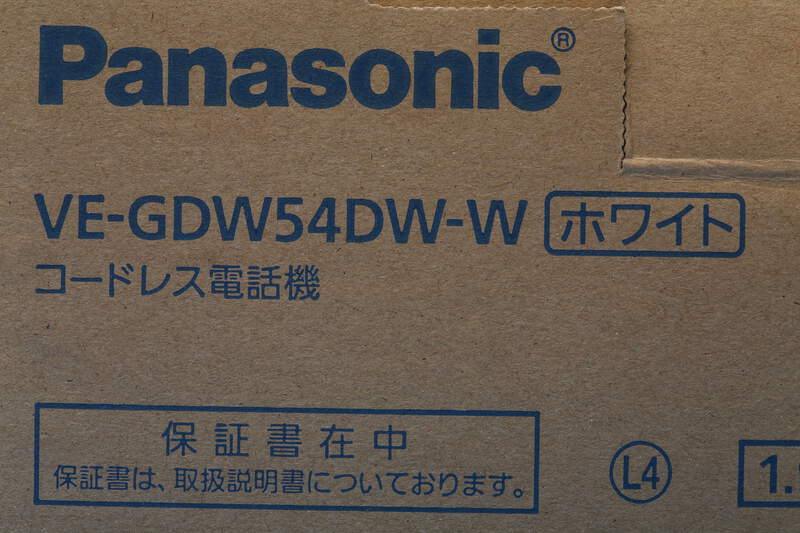 Panasonic®
VE-GDW54DW-W ホワイト
コードレス電話機
保証書在中
保証書は、取扱説明書についております。
L4
1.